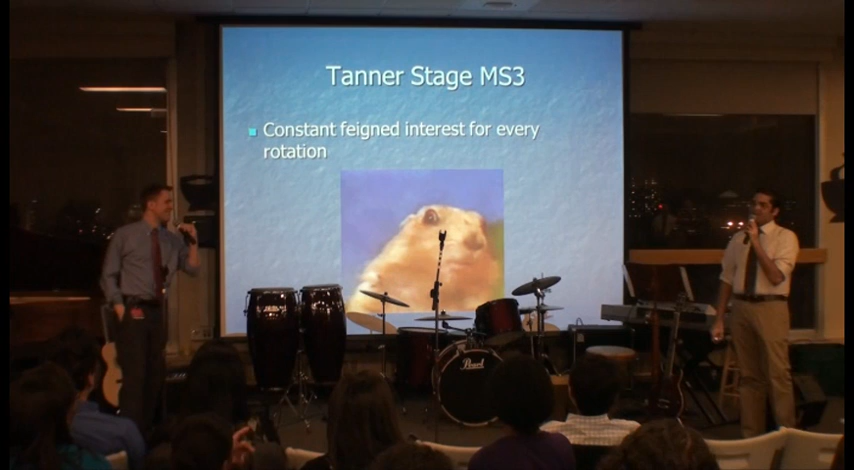 Tanner Stage MS3
Constant feigned interest for every
rotation
Pearl